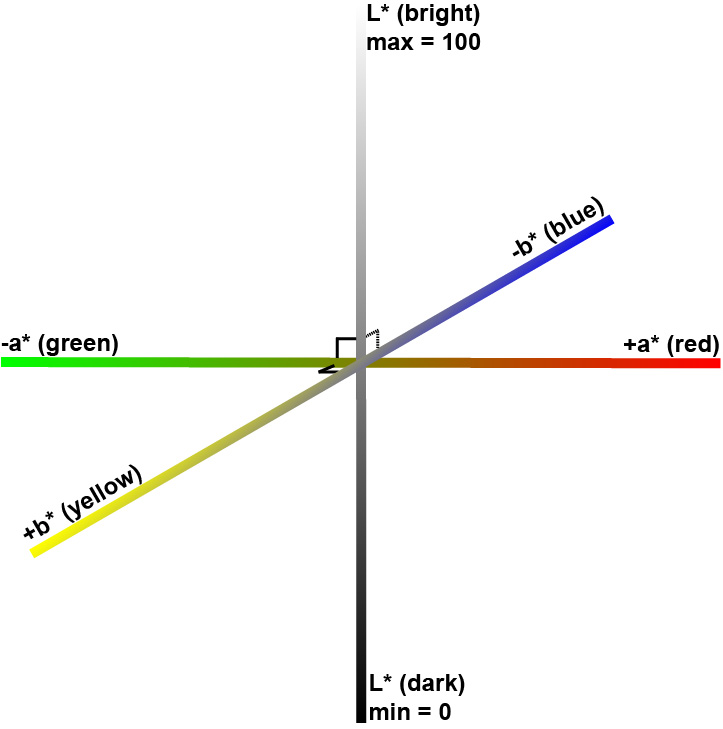 L* (bright)
max = 100
-b* (blue)
-a* (green)
+a* (red)
+b* (yellow)
L* (dark)
min = 0